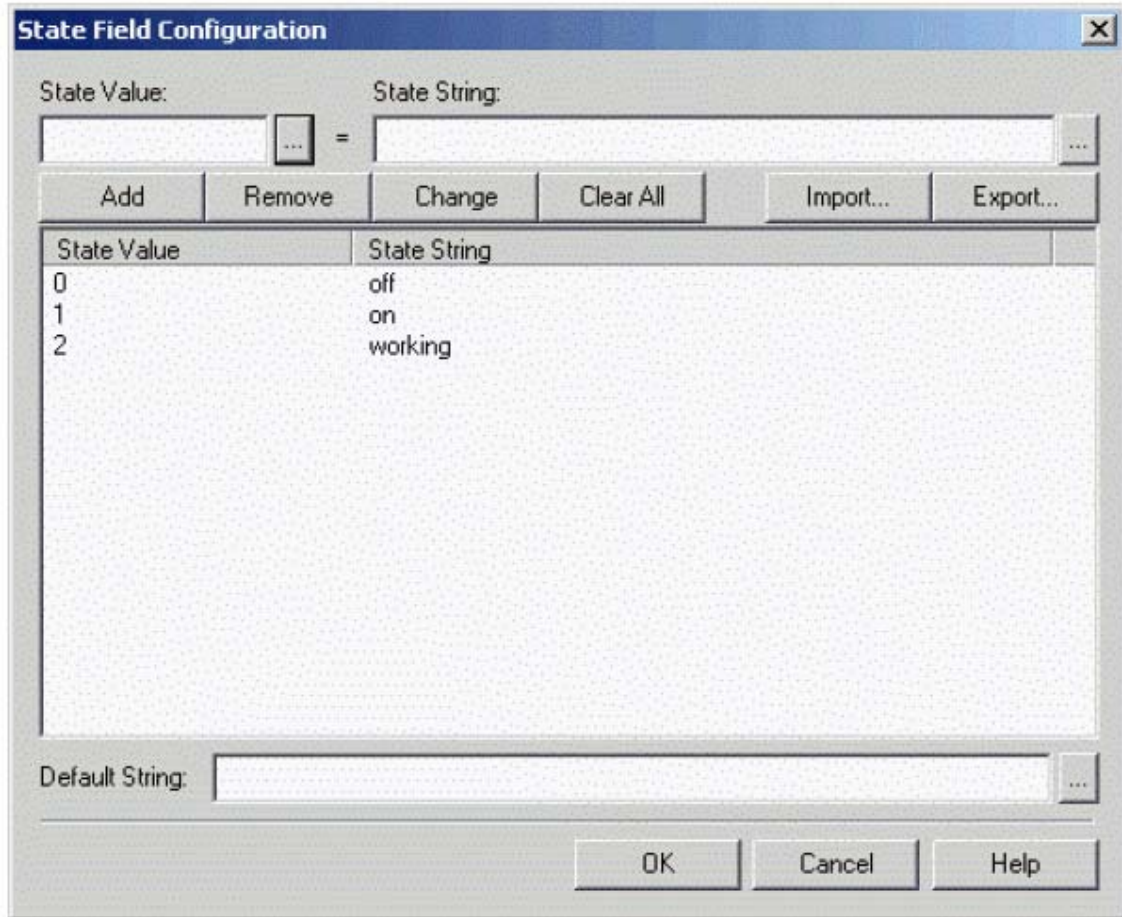 State Field Configuration
State Value: State String:
... = ...
Add Remove Change Clear All Import... Export...
State Value State String
0 off
1 on
2 working
Default String: ...
OK Cancel Help